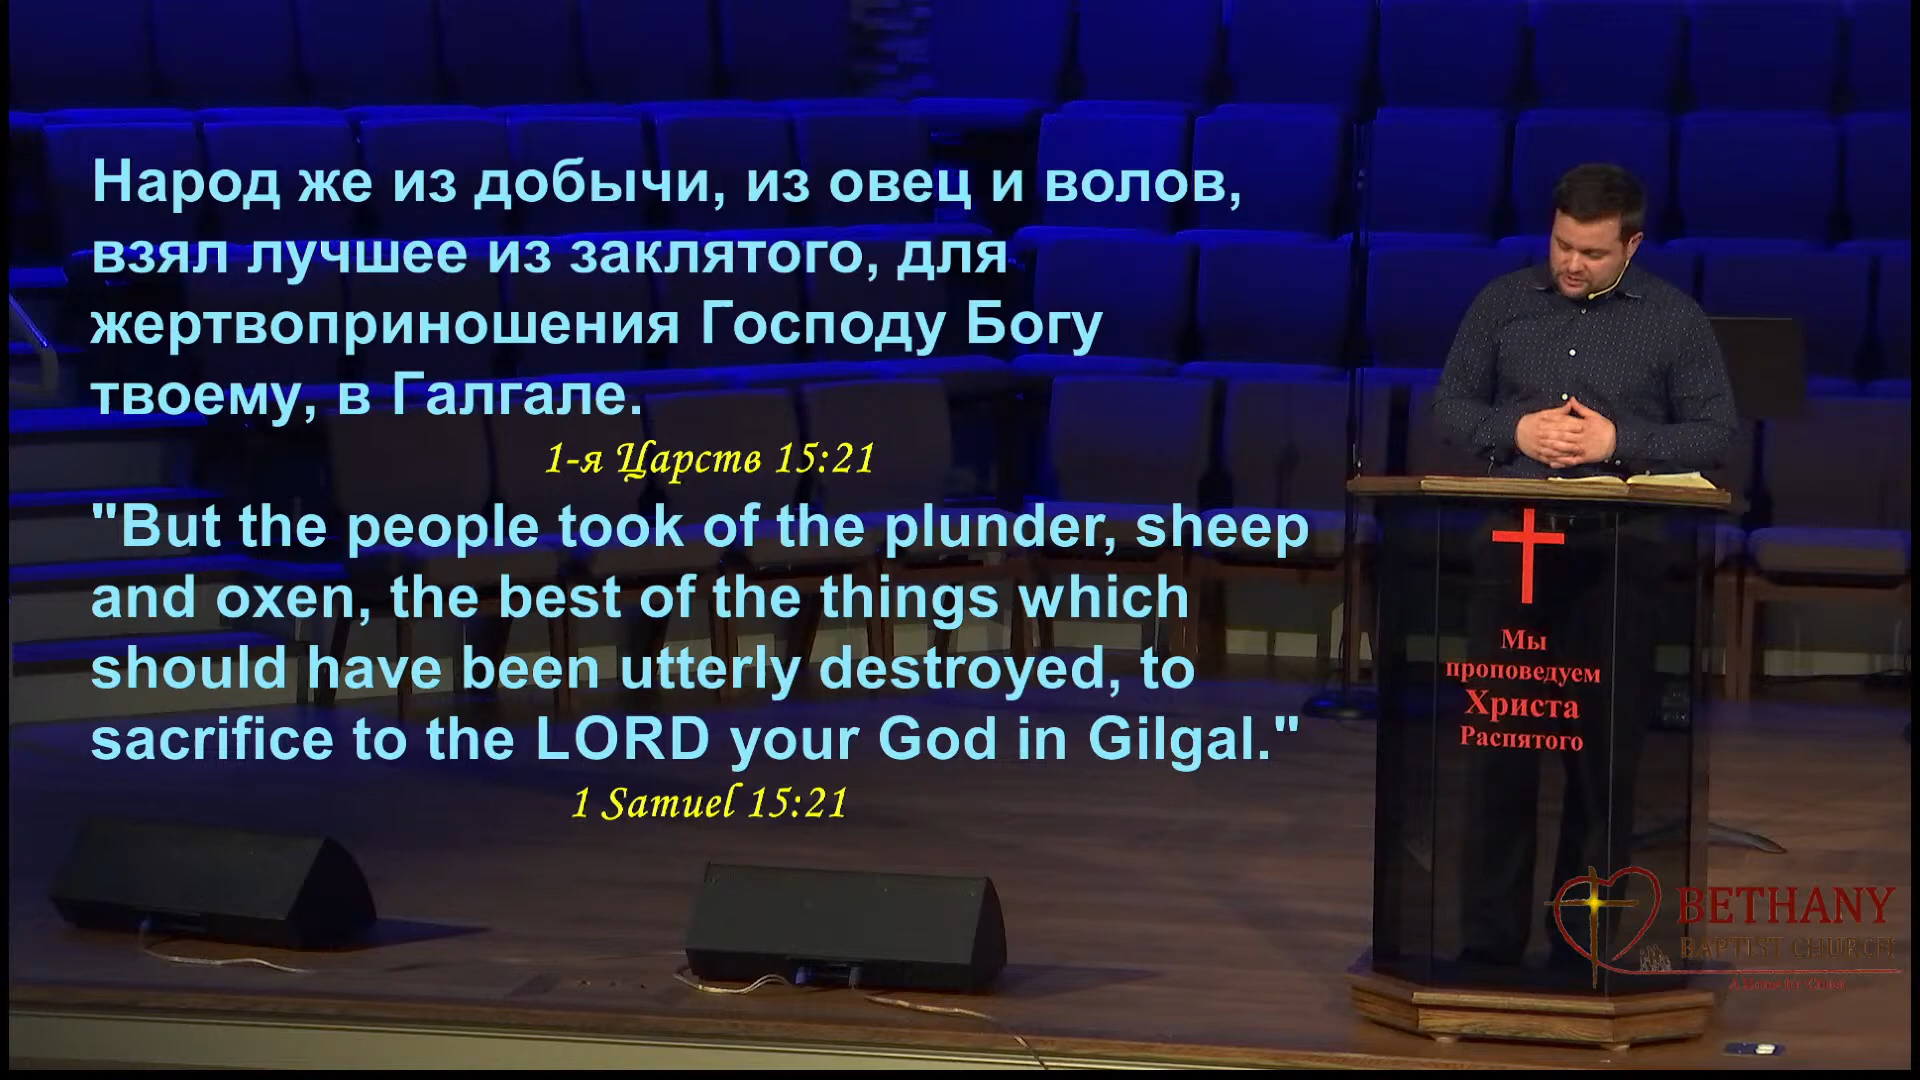 Народ же из добычи, из овец и волов,
взял лучшее из заклятого, для
жертвоприношения Господу Богу
твоему, в Галгале.
1-я Царств 15:21
"But the people took of the plunder, sheep
and oxen, the best of the things which
should have been utterly destroyed, to
sacrifice to the LORD your God in Gilgal."
1 Samuel 15:21
Мы
проповедуем
Христа
Распятого
BETHANY
BAPTIST CHURCH